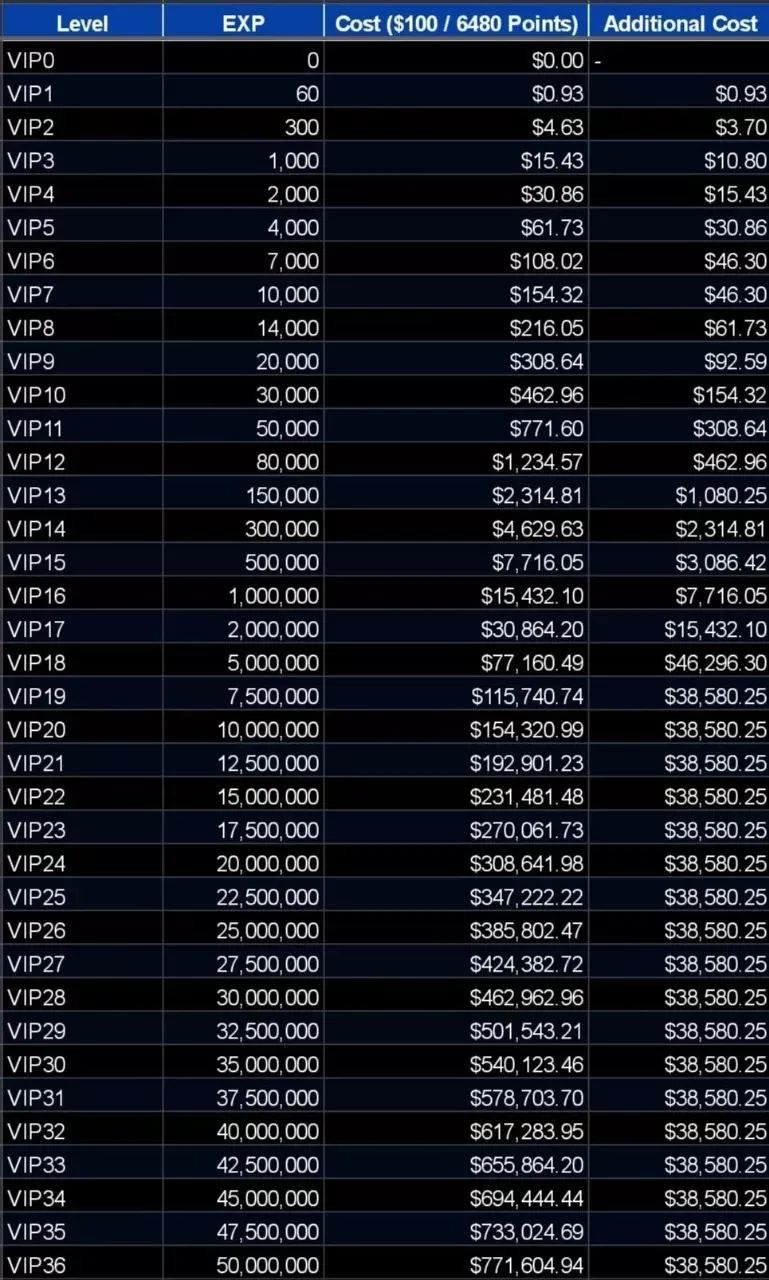 Level EXP Cost ($100 / 6480 Points) Additional Cost
VIP0 0 $0.00 -
VIP1 60 $0.93 $0.93
VIP2 300 $4.63 $3.70
VIP3 1,000 $15.43 $10.80
VIP4 2,000 $30.86 $15.43
VIP5 4,000 $61.73 $30.86
VIP6 7,000 $108.02 $46.30
VIP7 10,000 $154.32 $46.30
VIP8 14,000 $216.05 $61.73
VIP9 20,000 $308.64 $92.59
VIP10 30,000 $462.96 $154.32
VIP11 50,000 $771.60 $308.64
VIP12 80,000 $1,234.57 $462.96
VIP13 150,000 $2,314.81 $1,080.25
VIP14 300,000 $4,629.63 $2,314.81
VIP15 500,000 $7,716.05 $3,086.42
VIP16 1,000,000 $15,432.10 $7,716.05
VIP17 2,000,000 $30,864.20 $15,432.10
VIP18 5,000,000 $77,160.49 $46,296.30
VIP19 7,500,000 $115,740.74 $38,580.25
VIP20 10,000,000 $154,320.99 $38,580.25
VIP21 12,500,000 $192,901.23 $38,580.25
VIP22 15,000,000 $231,481.48 $38,580.25
VIP23 17,500,000 $270,061.73 $38,580.25
VIP24 20,000,000 $308,641.98 $38,580.25
VIP25 22,500,000 $347,222.22 $38,580.25
VIP26 25,000,000 $385,802.47 $38,580.25
VIP27 27,500,000 $424,382.72 $38,580.25
VIP28 30,000,000 $462,962.96 $38,580.25
VIP29 32,500,000 $501,543.21 $38,580.25
VIP30 35,000,000 $540,123.46 $38,580.25
VIP31 37,500,000 $578,703.70 $38,580.25
VIP32 40,000,000 $617,283.95 $38,580.25
VIP33 42,500,000 $655,864.20 $38,580.25
VIP34 45,000,000 $694,444.44 $38,580.25
VIP35 47,500,000 $733,024.69 $38,580.25
VIP36 50,000,000 $771,604.94 $38,580.25